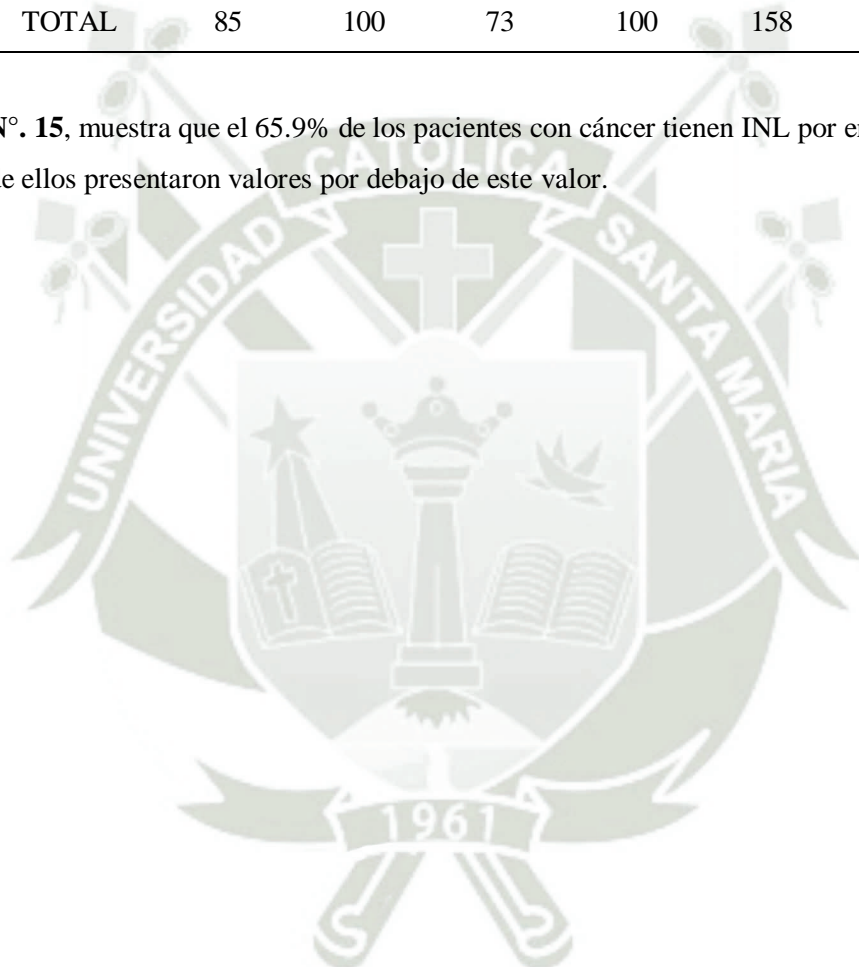 TOTAL 85 100 73 100 158
N°. 15, muestra que el 65.9% de los pacientes con cáncer tienen INL por
de ellos presentaron valores por debajo de este valor.
UNIVERSIDAD CATOLICA SANTA MARIA
1961